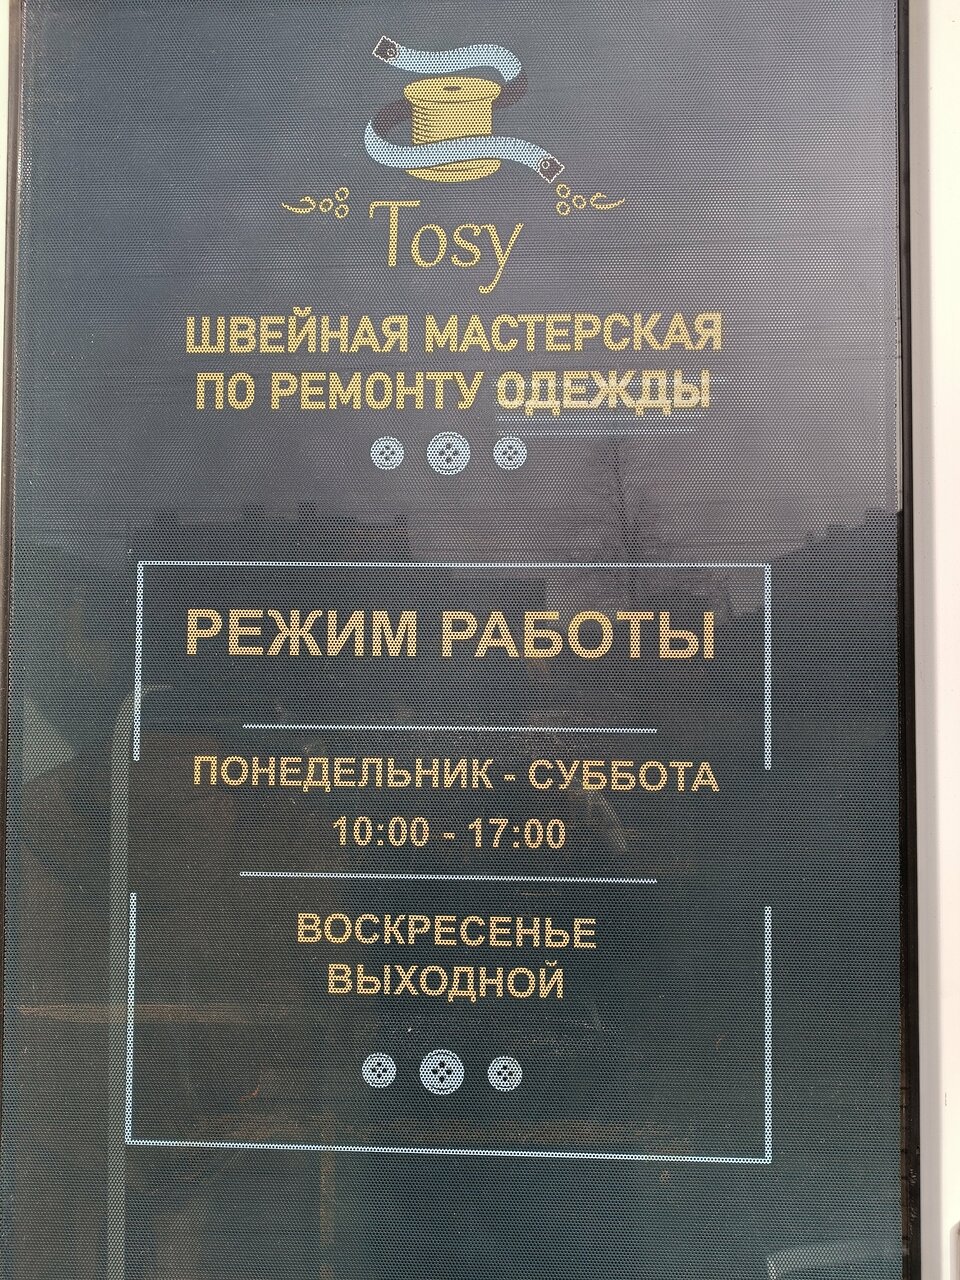 Tosy
ШВЕЙНАЯ МАСТЕРСКАЯ
ПО РЕМОНТУ ОДЕЖДЫ
РЕЖИМ РАБОТЫ
ПОНЕДЕЛЬНИК - СУББОТА
10:00 - 17:00
ВОСКРЕСЕНЬЕ
ВЫХОДНОЙ